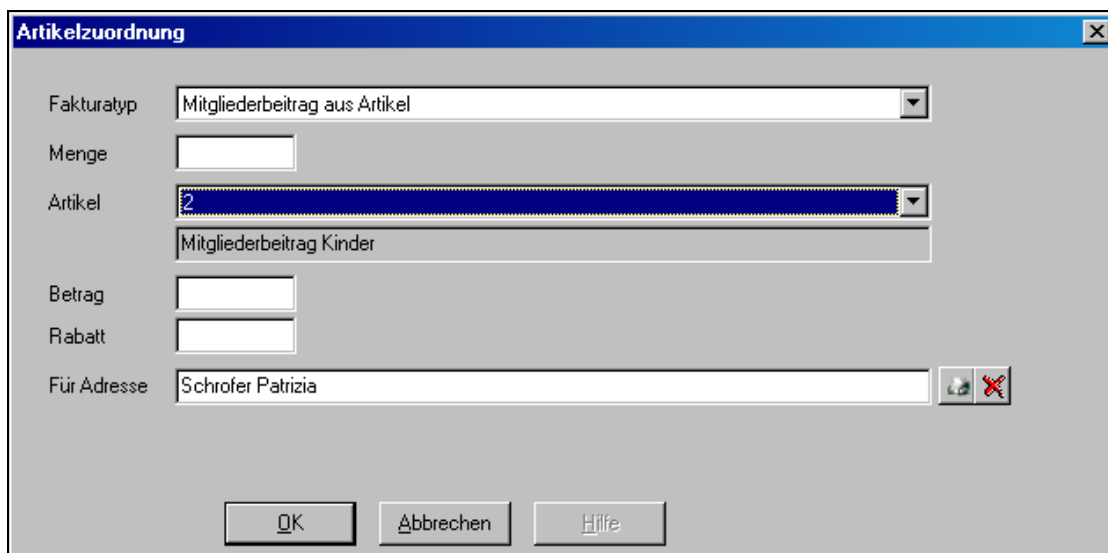 Artikelzuordnung
Fakturatyp Mitgliederbeitrag aus Artikel
Menge
Artikel 2
Mitgliederbeitrag Kinder
Betrag
Rabatt
Für Adresse Schrofer Patrizia
OK Abbrechen Hilfe